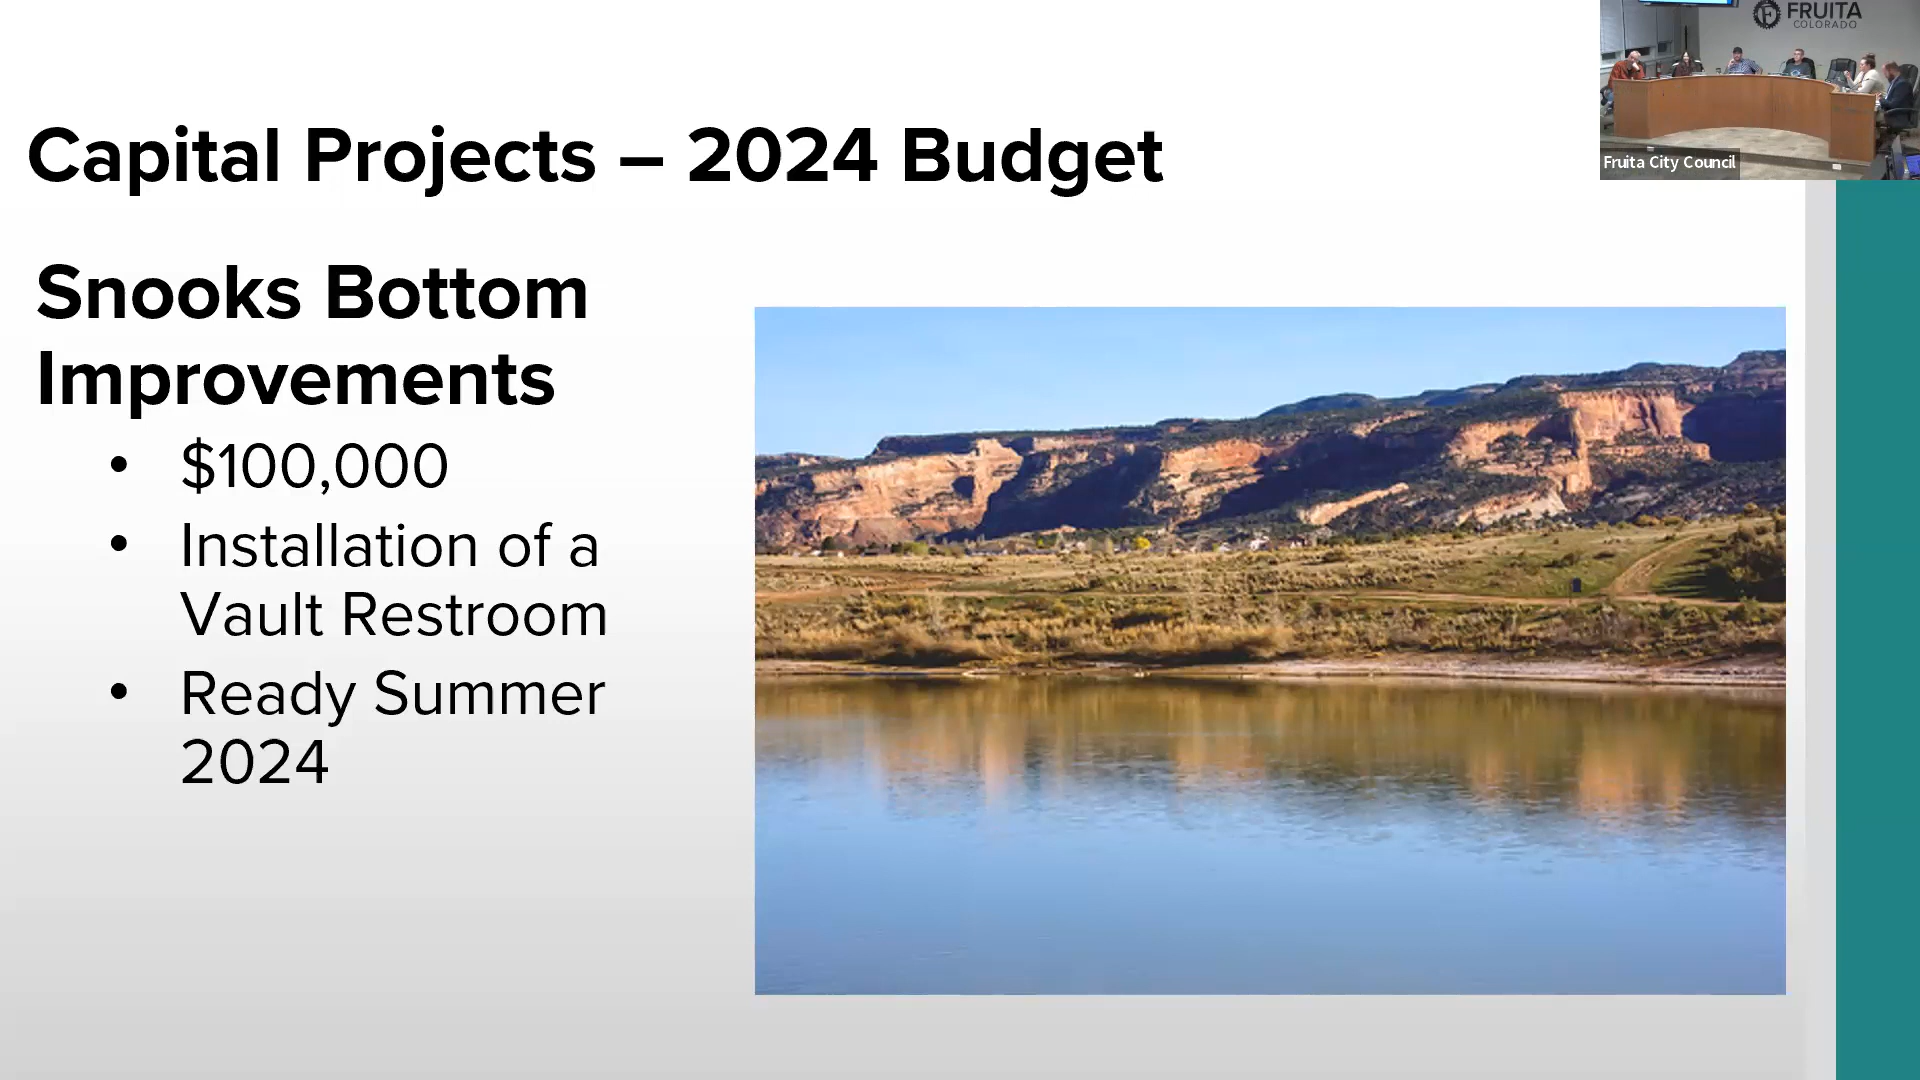 FRUITA
COLORADO
Fruita City Council
Capital Projects – 2024 Budget
Snooks Bottom
Improvements
• $100,000
• Installation of a
Vault Restroom
• Ready Summer
2024